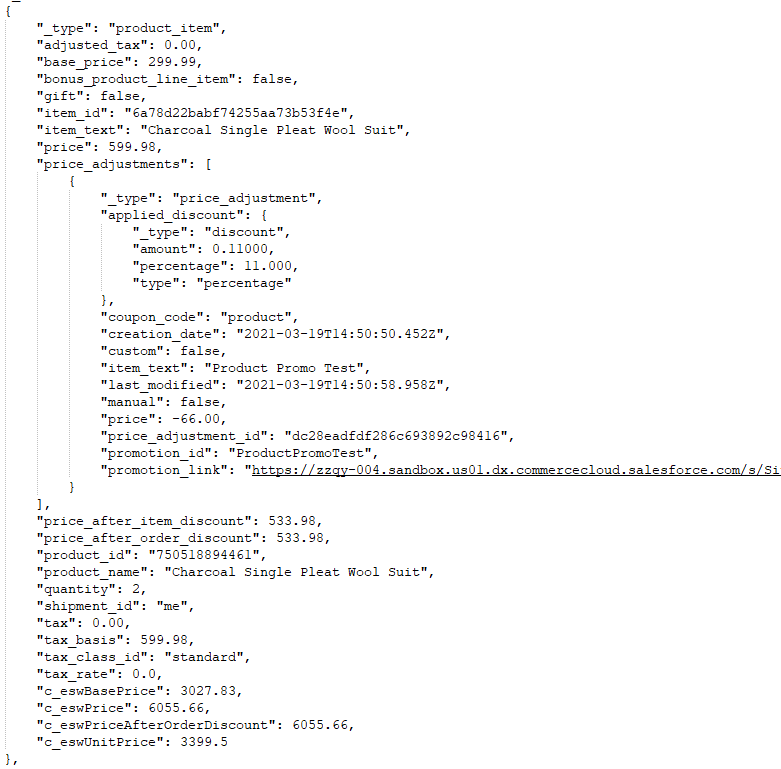 {
"_type": "product_item",
"adjusted_tax": 0.00,
"base_price": 299.99,
"bonus_product_line_item": false,
"gift": false,
"item_id": "6a78d22babf74255aa73b53f4e",
"item_text": "Charcoal Single Pleat Wool Suit",
"price": 599.98,
"price_adjustments": [
{
"_type": "price_adjustment",
"applied_discount": {
"_type": "discount",
"amount": 0.11000,
"percentage": 11.000,
"type": "percentage"
},
"coupon_code": "product",
"creation_date": "2021-03-19T14:50:50.452Z",
"custom": false,
"item_text": "Product Promo Test",
"last_modified": "2021-03-19T14:50:58.958Z",
"manual": false,
"price": -66.00,
"price_adjustment_id": "dc28eadfdf286c693892c98416",
"promotion_id": "ProductPromoTest",
"promotion_link": "https://zzqy-004.sandbox.us01.dx.commercecloud.salesforce.com/s/Si
}
],
"price_after_item_discount": 533.98,
"price_after_order_discount": 533.98,
"product_id": "750518894461",
"product_name": "Charcoal Single Pleat Wool Suit",
"quantity": 2,
"shipment_id": "me",
"tax": 0.00,
"tax_basis": 599.98,
"tax_class_id": "standard",
"tax_rate": 0.0,
"c_eswBasePrice": 3027.83,
"c_eswPrice": 6055.66,
"c_eswPriceAfterOrderDiscount": 6055.66,
"c_eswUnitPrice": 3399.5
},